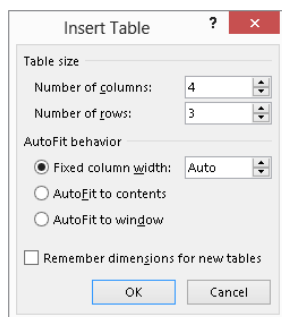 Insert Table ? ×
Table size
Number of columns: 4
Number of rows: 3
AutoFit behavior
Fixed column width: Auto
AutoFit to contents
AutoFit to window
Remember dimensions for new tables
OK Cancel